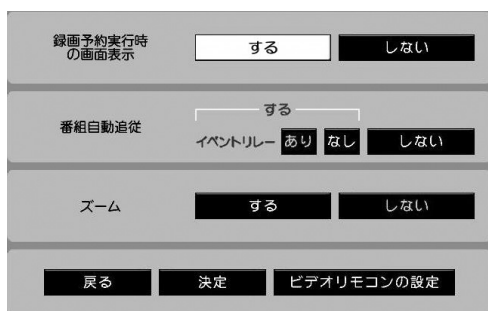 録画予約実行時
の画面表示
する しない
番組自動追従
する
イベントリレー あり なし しない
ズーム する しない
戻る 決定 ビデオリモコンの設定